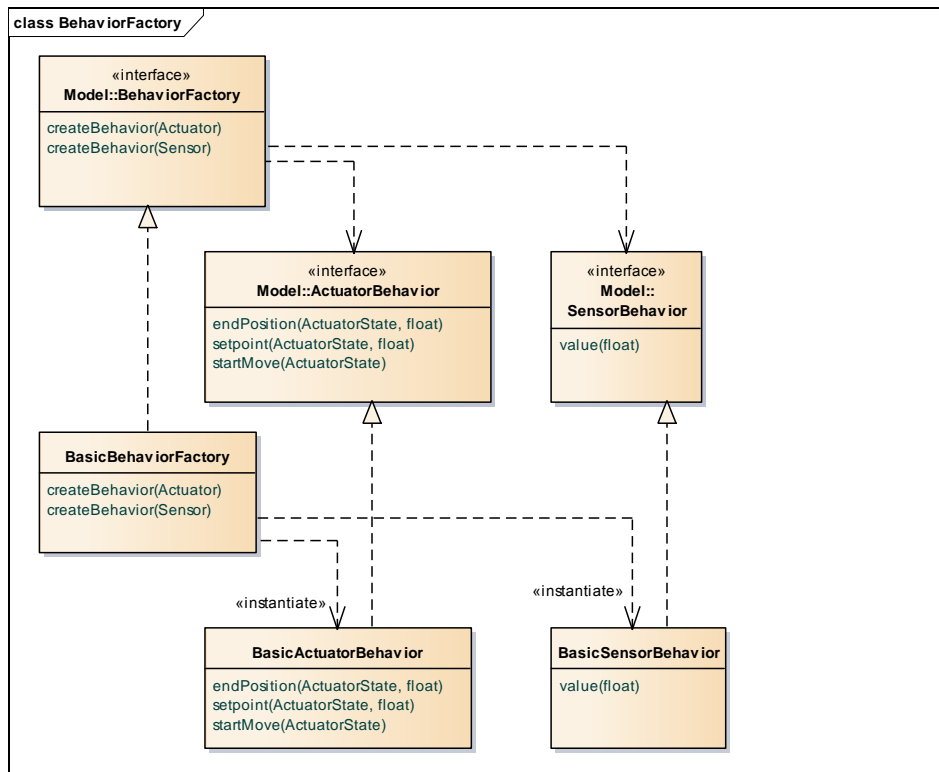 class BehaviorFactory
«interface»
Model::BehaviorFactory
createBehavior(Actuator)
createBehavior(Sensor)
«interface»
Model::ActuatorBehavior
endPosition(ActuatorState, float)
setpoint(ActuatorState, float)
startMove(ActuatorState)
«interface»
Model::
SensorBehavior
value(float)
BasicBehaviorFactory
createBehavior(Actuator)
createBehavior(Sensor)
«instantiate»
«instantiate»
BasicActuatorBehavior
endPosition(ActuatorState, float)
setpoint(ActuatorState, float)
startMove(ActuatorState)
BasicSensorBehavior
value(float)